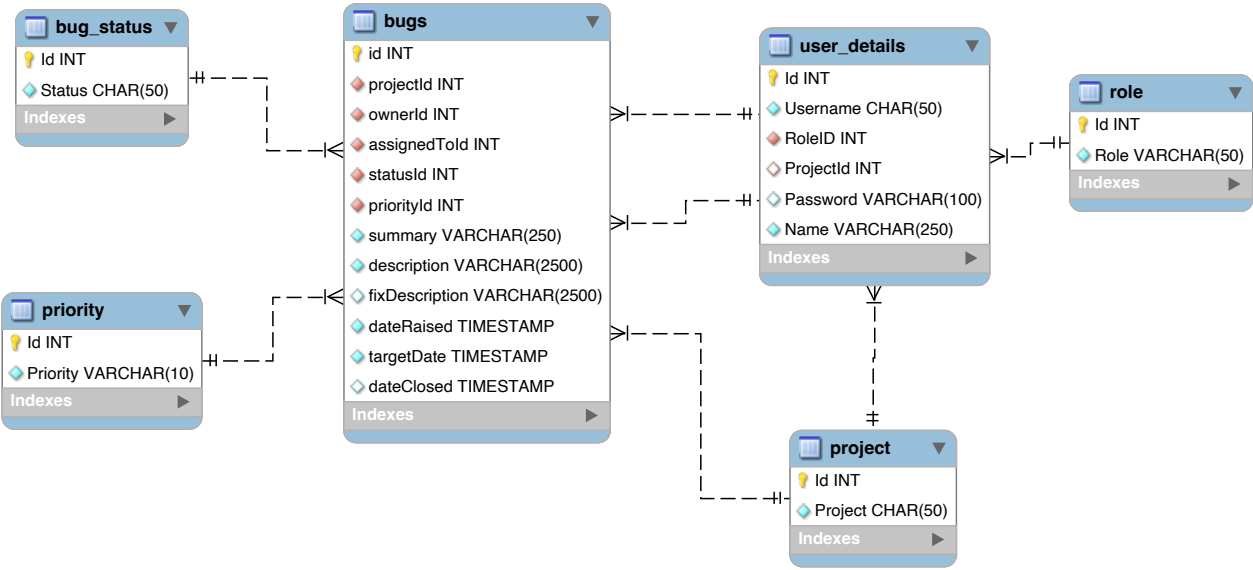 bug_status
Id INT
Status CHAR(50)
Indexes
priority
Id INT
Priority VARCHAR(10)
Indexes
bugs
id INT
projectId INT
ownerId INT
assignedToId INT
statusId INT
priorityId INT
summary VARCHAR(250)
description VARCHAR(2500)
fixDescription VARCHAR(2500)
dateRaised TIMESTAMP
targetDate TIMESTAMP
dateClosed TIMESTAMP
Indexes
user_details
Id INT
Username CHAR(50)
RoleID INT
ProjectId INT
Password VARCHAR(100)
Name VARCHAR(250)
Indexes
project
Id INT
Project CHAR(50)
Indexes
role
Id INT
Role VARCHAR(50)
Indexes